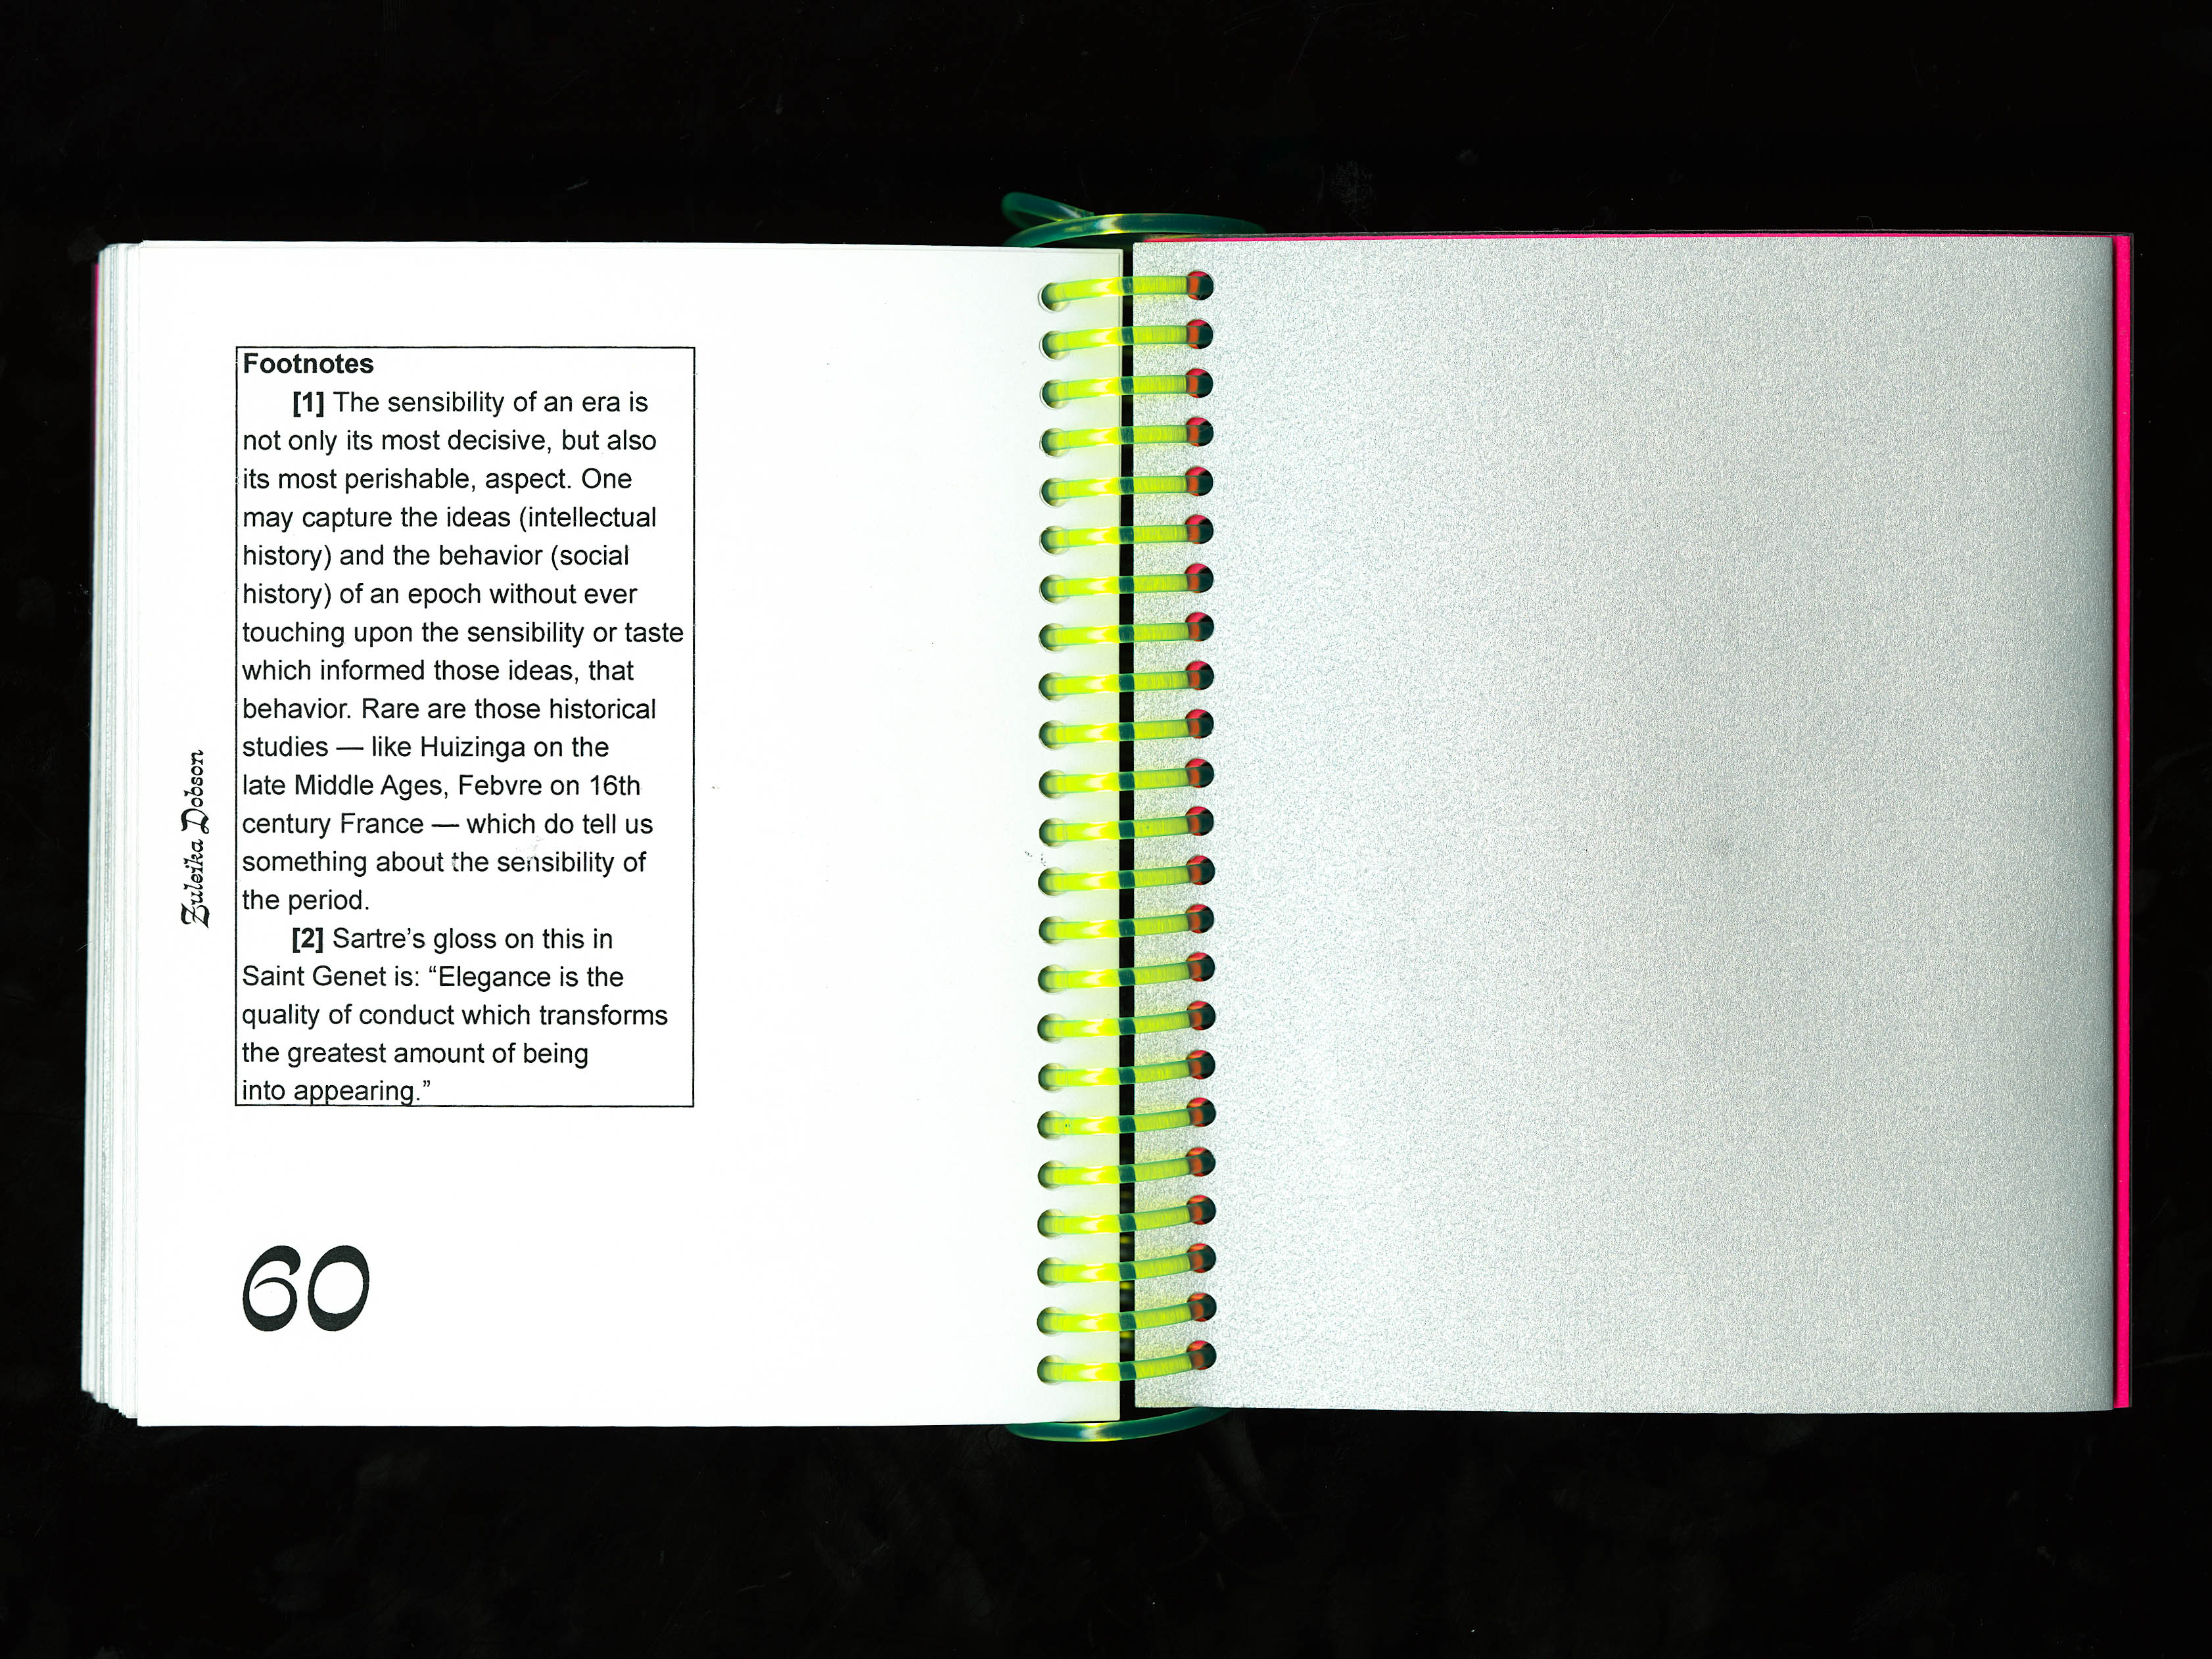 Footnotes
[1] The sensibility of an era is
not only its most decisive, but also
its most perishable, aspect. One
may capture the ideas (intellectual
history) and the behavior (social
history) of an epoch without ever
touching upon the sensibility or taste
which informed those ideas, that
behavior. Rare are those historical
studies — like Huizinga on the
late Middle Ages, Febvre on 16th
century France — which do tell us
something about the sensibility of
the period.
[2] Sartre’s gloss on this in
Saint Genet is: “Elegance is the
quality of conduct which transforms
the greatest amount of being
into appearing.”
Zuleika Dobson
60